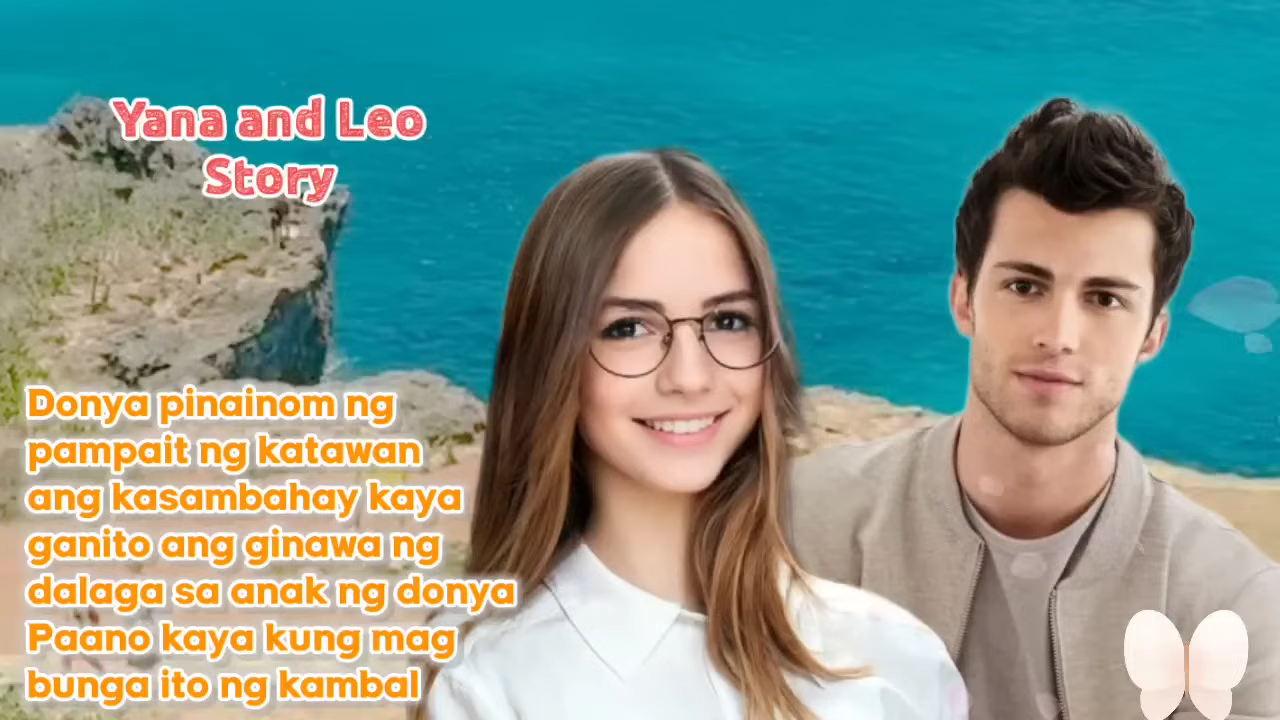 Yana and Leo
Story
Donya pinainom ng
pampait ng katawan
ang kasambahay kaya
ganito ang ginawa ng
dalaga sa anak ng donya
Paano kaya kung mag
bunga ito ng kambal